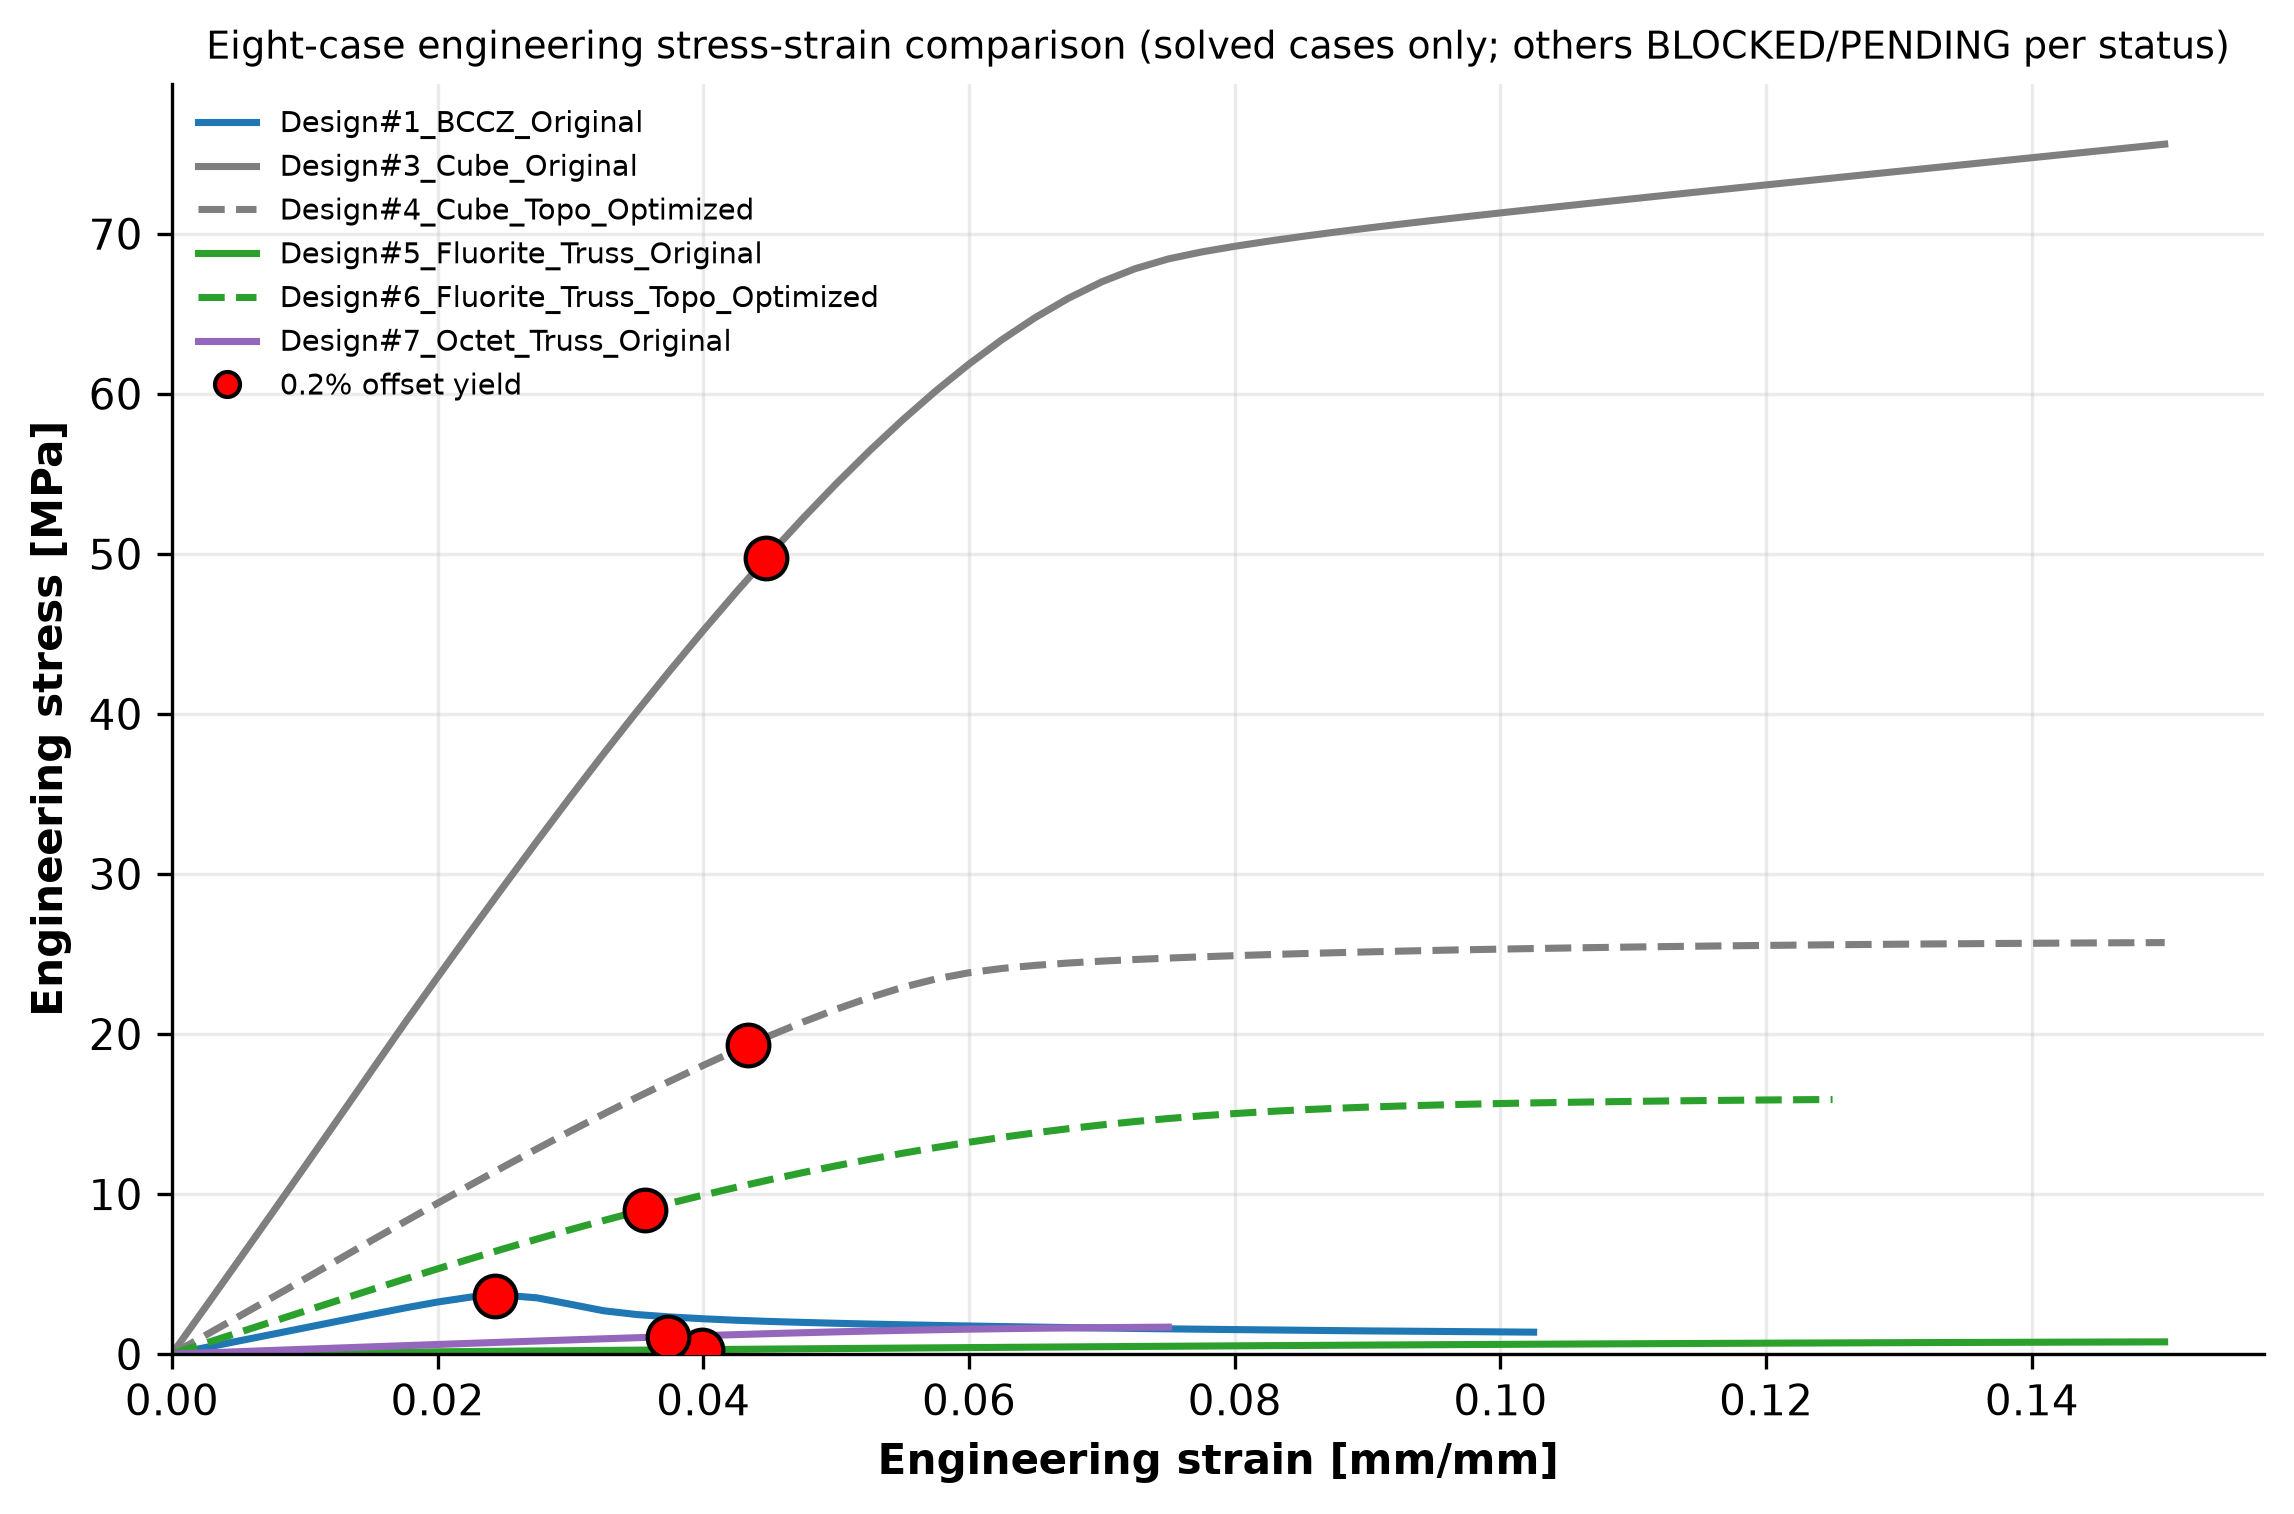 Eight-case engineering stress-strain comparison (solved cases only; others BLOCKED/PENDING per status)
Design#1_BCCZ_Original
Design#3_Cube_Original
Design#4_Cube_Topo_Optimized
Design#5_Fluorite_Truss_Original
Design#6_Fluorite_Truss_Topo_Optimized
Design#7_Octet_Truss_Original
0.2% offset yield
Engineering stress [MPa]
70
60
50
40
30
20
10
0
0.00 0.02 0.04 0.06 0.08 0.10 0.12 0.14
Engineering strain [mm/mm]